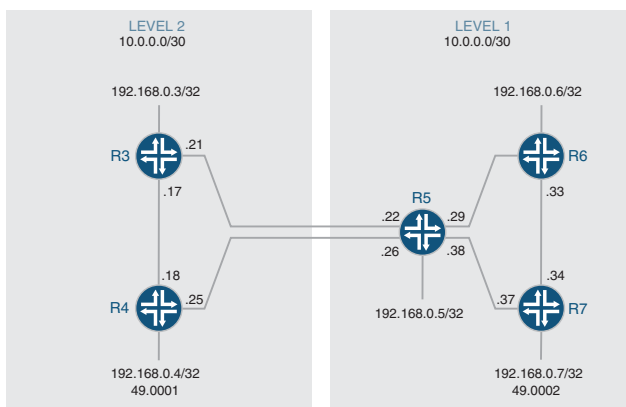 LEVEL 2
10.0.0.0/30
192.168.0.3/32
R3
.21
.17
.18
R4
.25
192.168.0.4/32
49.0001
LEVEL 1
10.0.0.0/30
192.168.0.6/32
R6
.33
R5
.22
.29
.26
.38
192.168.0.5/32
.34
.37
R7
192.168.0.7/32
49.0002